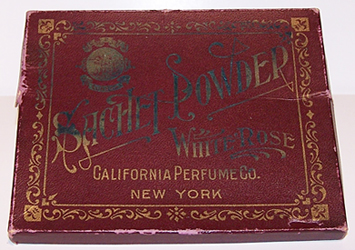 Sachet Powder
White Rose
California Perfume Co.
New York